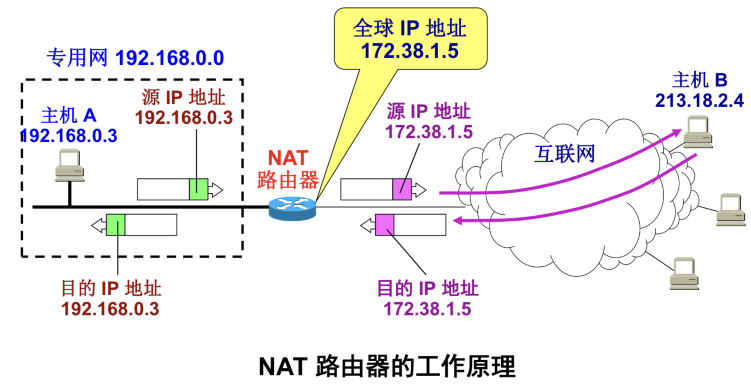 全球 IP 地址
172.38.1.5
专用网 192.168.0.0
主机 A
192.168.0.3
源 IP 地址
192.168.0.3
NAT
路由器
源 IP 地址
172.38.1.5
互联网
主机 B
213.18.2.4
目的 IP 地址
192.168.0.3
目的 IP 地址
172.38.1.5
NAT 路由器的工作原理